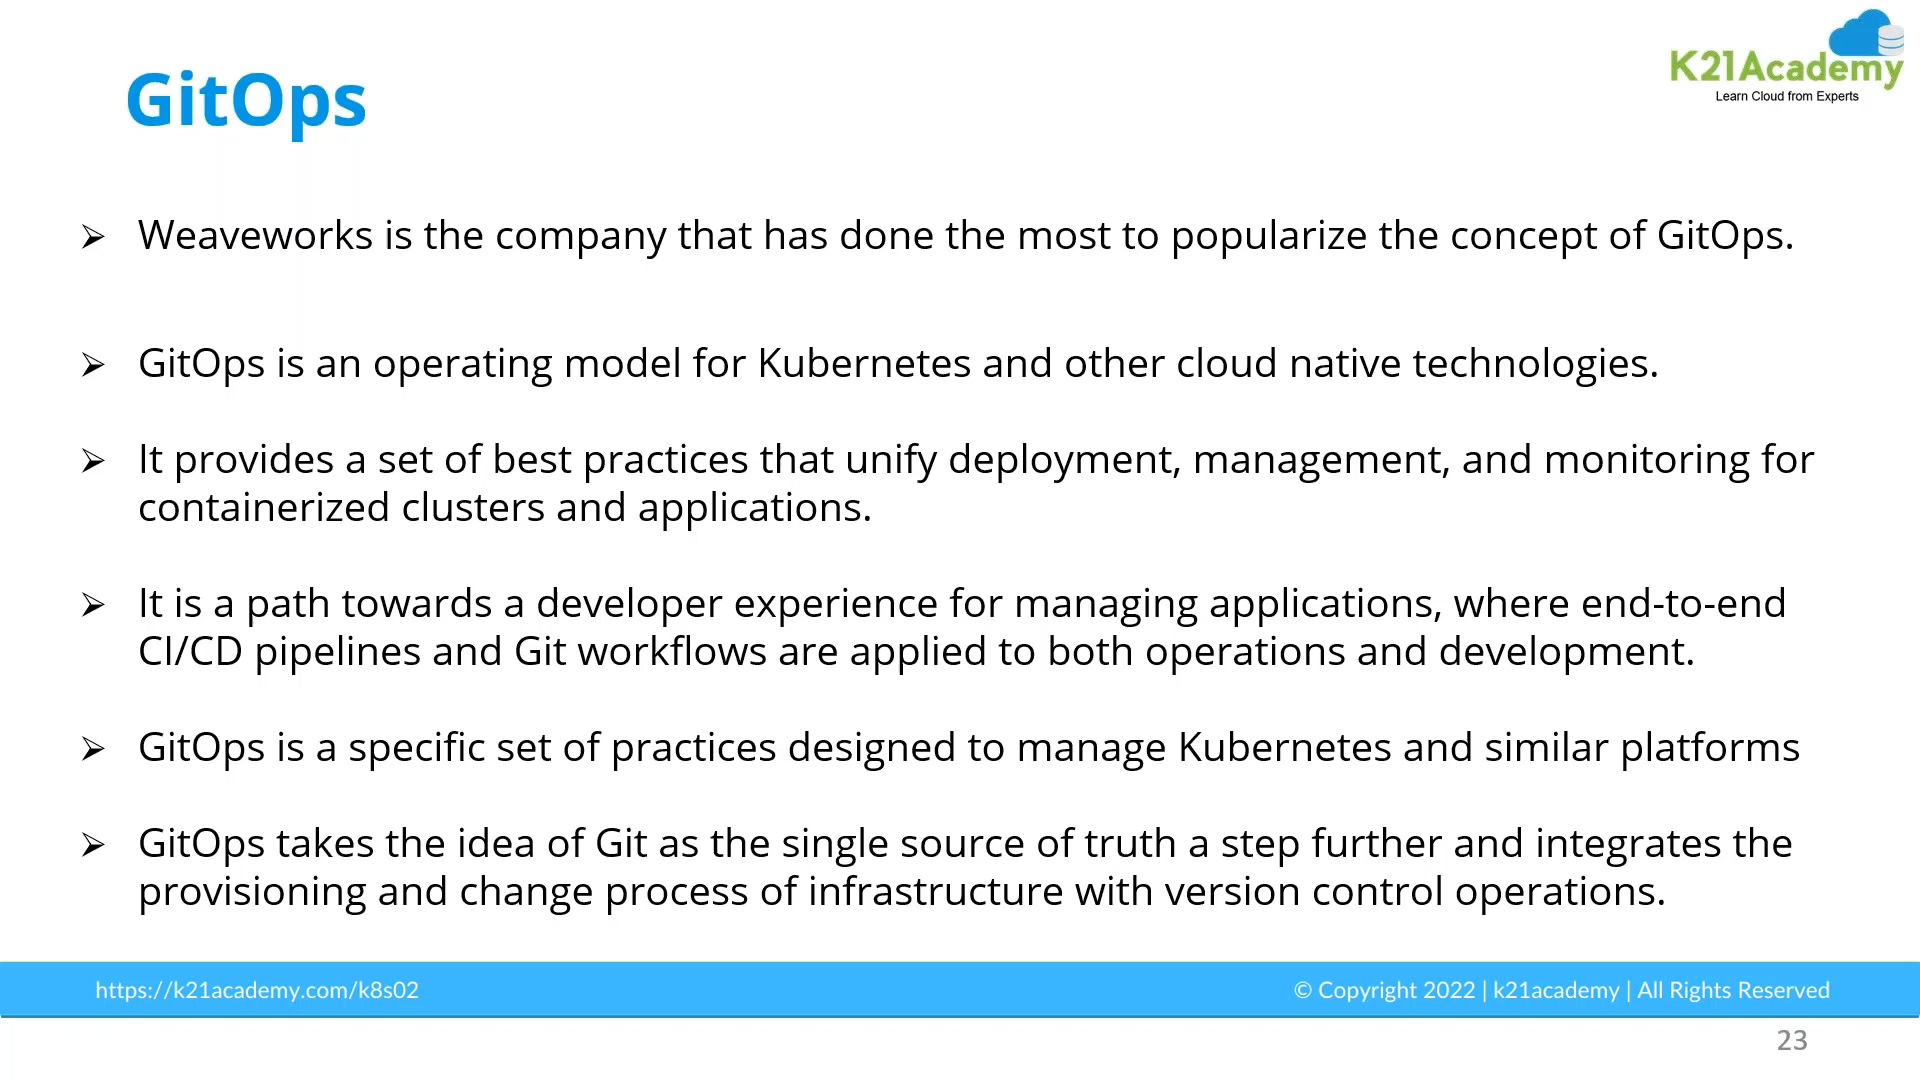 K21Academy
Learn Cloud from Experts
GitOps
➢ Weaveworks is the company that has done the most to popularize the concept of GitOps.
➢ GitOps is an operating model for Kubernetes and other cloud native technologies.
➢ It provides a set of best practices that unify deployment, management, and monitoring for
containerized clusters and applications.
➢ It is a path towards a developer experience for managing applications, where end-to-end
CI/CD pipelines and Git workflows are applied to both operations and development.
➢ GitOps is a specific set of practices designed to manage Kubernetes and similar platforms
➢ GitOps takes the idea of Git as the single source of truth a step further and integrates the
provisioning and change process of infrastructure with version control operations.
https://k21academy.com/k8s02
© Copyright 2022 | k21academy | All Rights Reserved
23